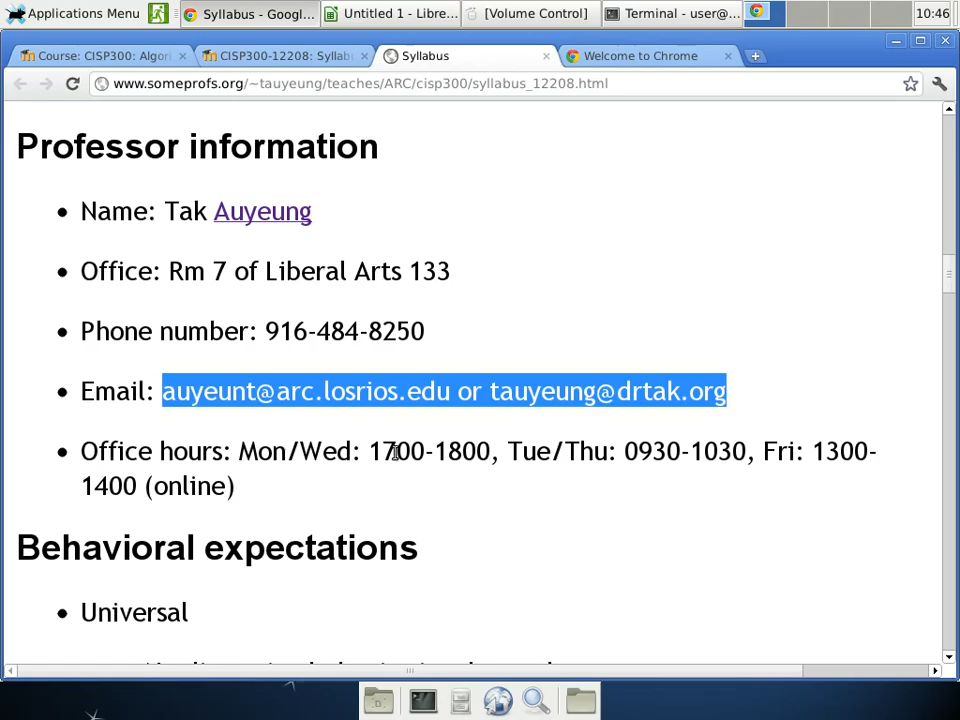 Applications Menu
Syllabus - Googl...
Untitled 1 - Libre...
[Volume Control]
Terminal - user@...
10:46
Course: CISP300: Algori
CISP300-12208: Syllab
Syllabus
Welcome to Chrome
www.someprofs.org/~tauyeung/teaches/ARC/cisp300/syllabus_12208.html
Professor information
• Name: Tak Auyeung
• Office: Rm 7 of Liberal Arts 133
• Phone number: 916-484-8250
• Email: auyeunt@arc.losrios.edu or tauyeung@drtak.org
• Office hours: Mon/Wed: 1700-1800, Tue/Thu: 0930-1030, Fri: 1300-
1400 (online)
Behavioral expectations
• Universal